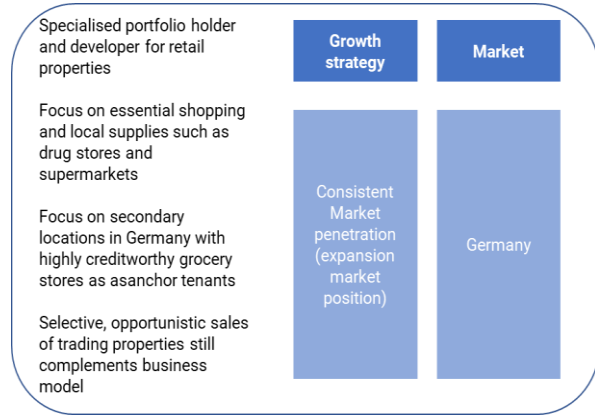 Specialised portfolio holder
and developer for retail
properties
Focus on essential shopping
and local supplies such as
drug stores and
supermarkets
Focus on secondary
locations in Germany with
highly creditworthy grocery
stores as asanchor tenants
Selective, opportunistic sales
of trading properties still
complements business
model
Growth
strategy
Consistent
Market
penetration
(expansion
market
position)
Market
Germany